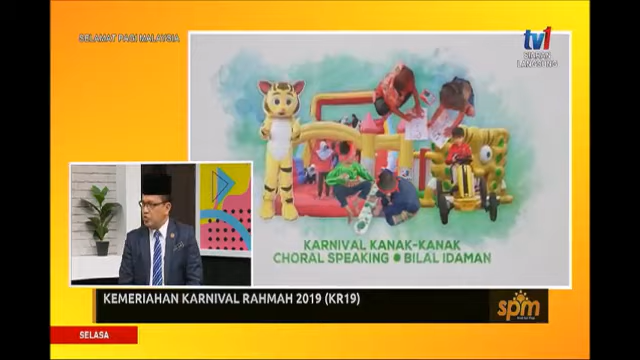 SELAMAT PAGI MALAYSIA
tv1
SIARAN
LANGSUNG
KARNIVAL KANAK-KANAK
CHORAL SPEAKING • BILAL IDAMAN
KEMERIAHAN KARNIVAL RAHMAH 2019 (KR19)
spm
SELASA